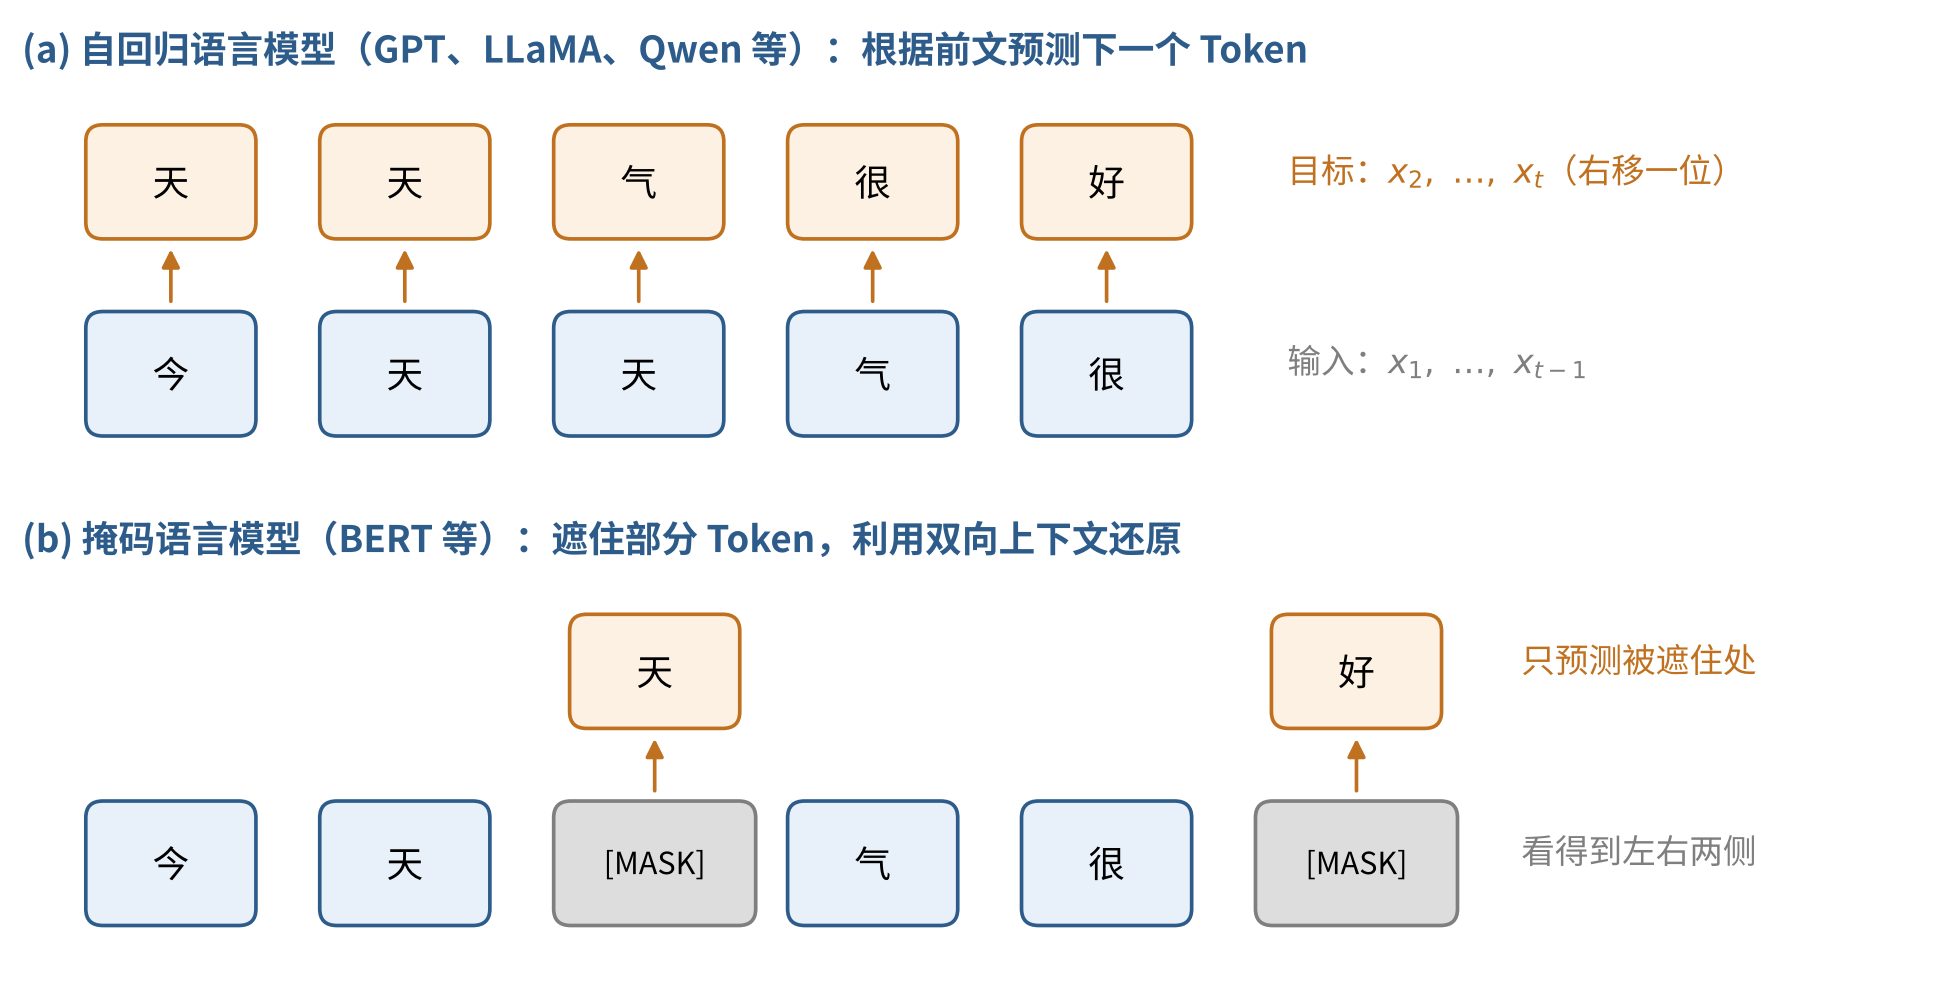 (a) 自回归语言模型（GPT、LLaMA、Qwen 等）：根据前文预测下一个 Token
天 天 气 很 好 目标：x₂, …, xₜ（右移一位）
今 天 天 气 很 输入：x₁, …, xₜ₋₁
(b) 掩码语言模型（BERT 等）：遮住部分 Token，利用双向上下文还原
天 好 只预测被遮住处
今 天 [MASK] 气 很 [MASK] 看得到左右两侧